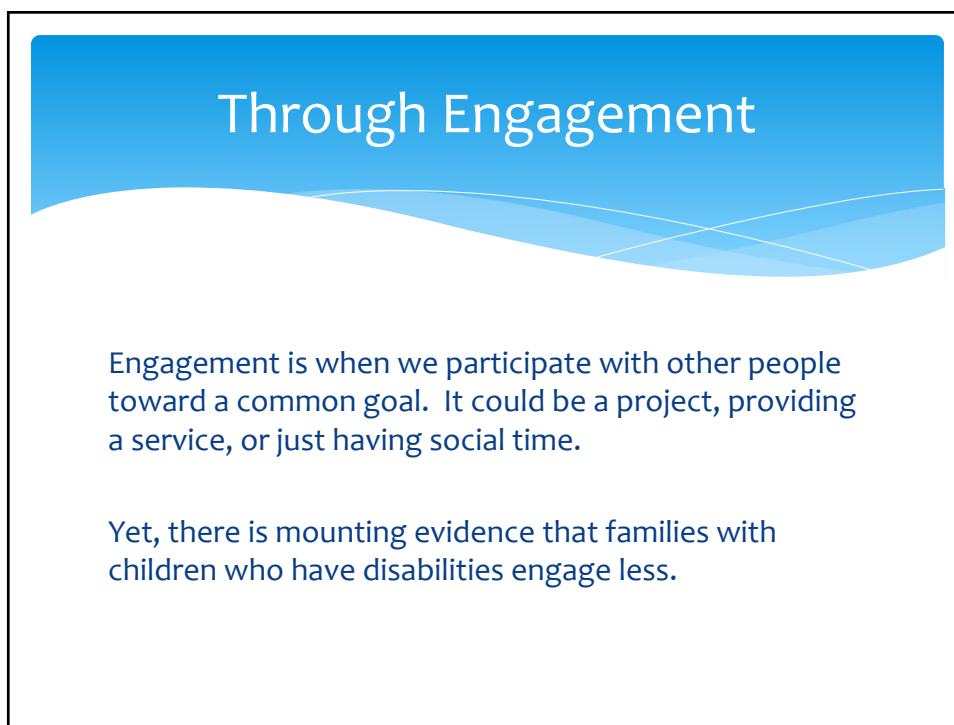 Through Engagement
Engagement is when we participate with other people
toward a common goal.  It could be a project, providing
a service, or just having social time.
Yet, there is mounting evidence that families with
children who have disabilities engage less.